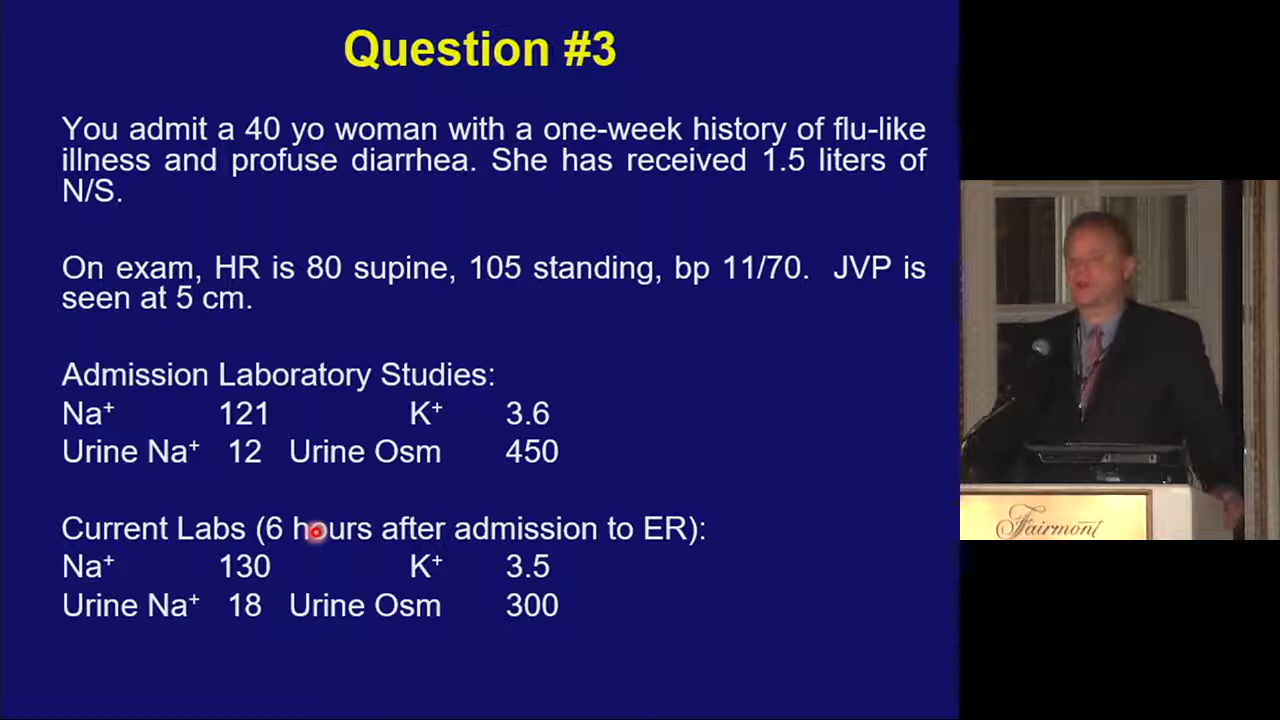 Question #3
You admit a 40 yo woman with a one-week history of flu-like
illness and profuse diarrhea. She has received 1.5 liters of
N/S.
On exam, HR is 80 supine, 105 standing, bp 11/70. JVP is
seen at 5 cm.
Admission Laboratory Studies:
Na+ 121 K+ 3.6
Urine Na+ 12 Urine Osm 450
Current Labs (6 hours after admission to ER):
Na+ 130 K+ 3.5
Urine Na+ 18 Urine Osm 300
Fairmont